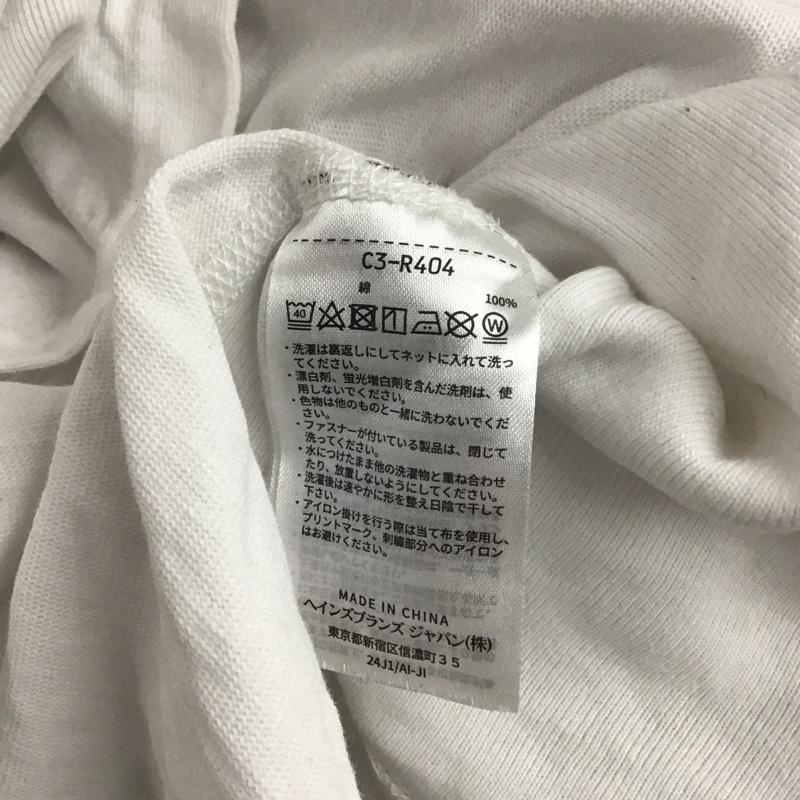 C3-R404
綿 100%
40 W
・洗濯は裏返しにしてネットに入れて洗っ
てください。
・漂白剤、蛍光増白剤を含んだ洗剤は、使
用しないでください。
・色物は他のものと一緒に洗わないでくだ
さい。
・ファスナーが付いている製品は、閉じて
洗ってください。
・水につけたまま他の洗濯物と重ね合わせ
たり、放置しないようにしてください。
・洗濯後は速やかに形を整え日陰で干して
下さい。
・アイロン掛けを行う際は当て布を使用し、
プリントマーク、刺繍部分へのアイロン
はお避けください。
MADE IN CHINA
ヘインズブランズ ジャパン(株)
東京都新宿区信濃町35
24J1/AI-JI